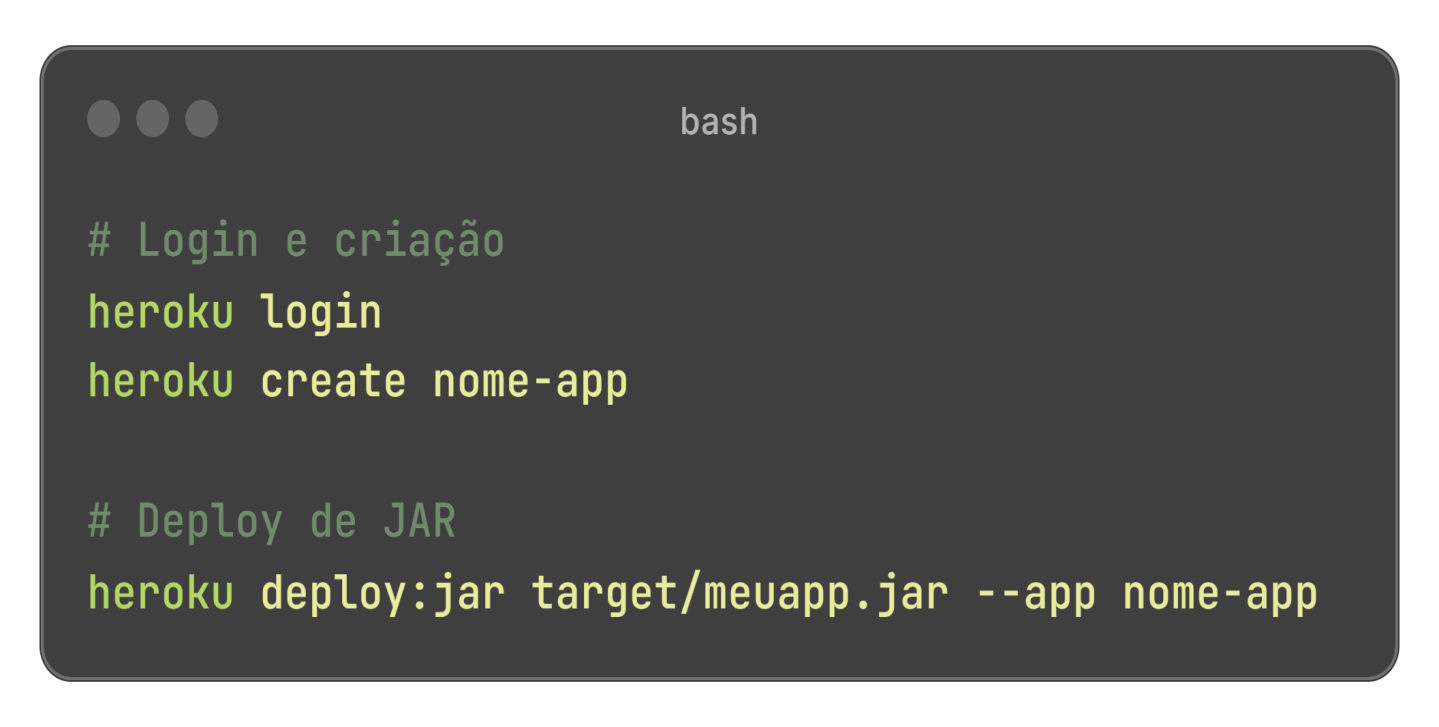 bash
# Login e criação
heroku login
heroku create nome-app
# Deploy de JAR
heroku deploy:jar target/meuapp.jar --app nome-app